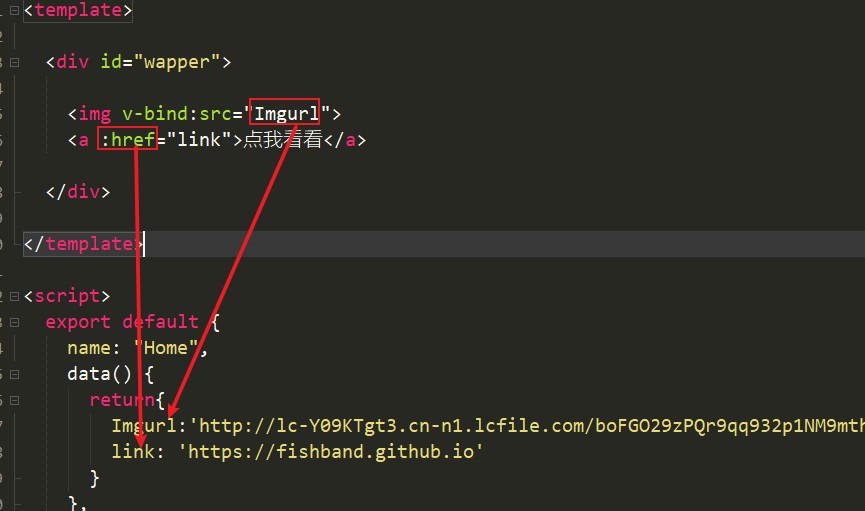 <template>
<div id="wapper">
<img v-bind:src="Imgurl">
<a :href="link">点我看看</a>
</div>
</template>
<script>
export default {
name: "Home",
data() {
return{
Imgurl:'http://lc-Y09KTgt3.cn-n1.lcfile.com/boFGO29zPQr9qq932p1NM9mth
link: 'https://fishband.github.io'
}
},